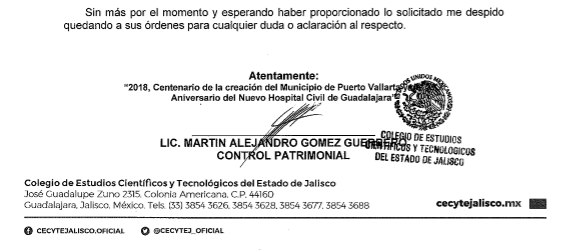 Sin más por el momento y esperando haber proporcionado lo solicitado me despido
quedando a sus órdenes para cualquier duda o aclaración al respecto.
Atentamente:
"2018, Centenario de la creación del Municipio de Puerto Vallarta
Aniversario del Nuevo Hospital Civil de Guadalajara"
ESTADOS UNIDOS MEXICANOS
LIC. MARTIN ALEJANDRO GOMEZ GUERRERO
CONTROL PATRIMONIAL
COLEGIO DE ESTUDIOS
CIENTIFICOS Y TECNOLOGICOS
DEL ESTADO DE JALISCO
Colegio de Estudios Científicos y Tecnológicos del Estado de Jalisco
José Guadalupe Zuno 2315, Colonia Americana, C.P. 44160
Guadalajara, Jalisco, México. Tels. (33) 3854 3626, 3854 3628, 3854 3677, 3854 3688
cecytejalisco.mx
CECYTEJALISCO.OFICIAL @CECYTEJ_OFICIAL